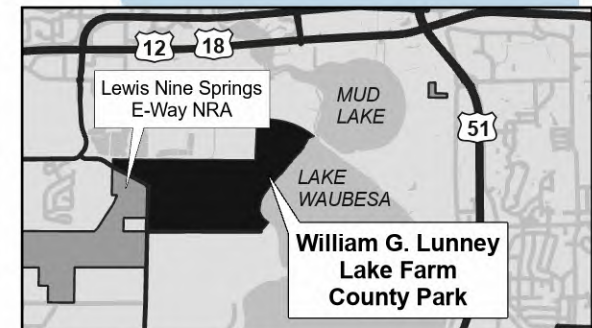 12
18
Lewis Nine Springs
E-Way NRA
MUD
LAKE
51
LAKE
WAUBESA
William G. Lunney
Lake Farm
County Park